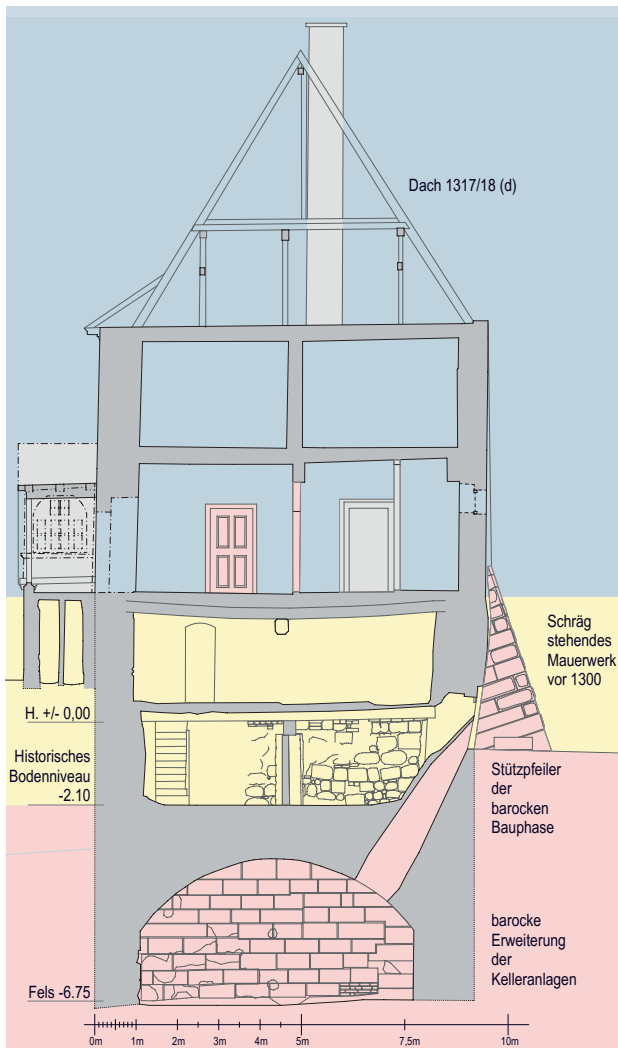 Dach 1317/18 (d)
Schräg
stehendes
Mauerwerk
vor 1300
H. +/- 0,00
Historisches
Bodenniveau
-2.10
Stützpfeiler
der
barocken
Bauphase
barocke
Erweiterung
der
Kelleranlagen
Fels -6.75
0m 1m 2m 3m 4m 5m 7,5m 10m